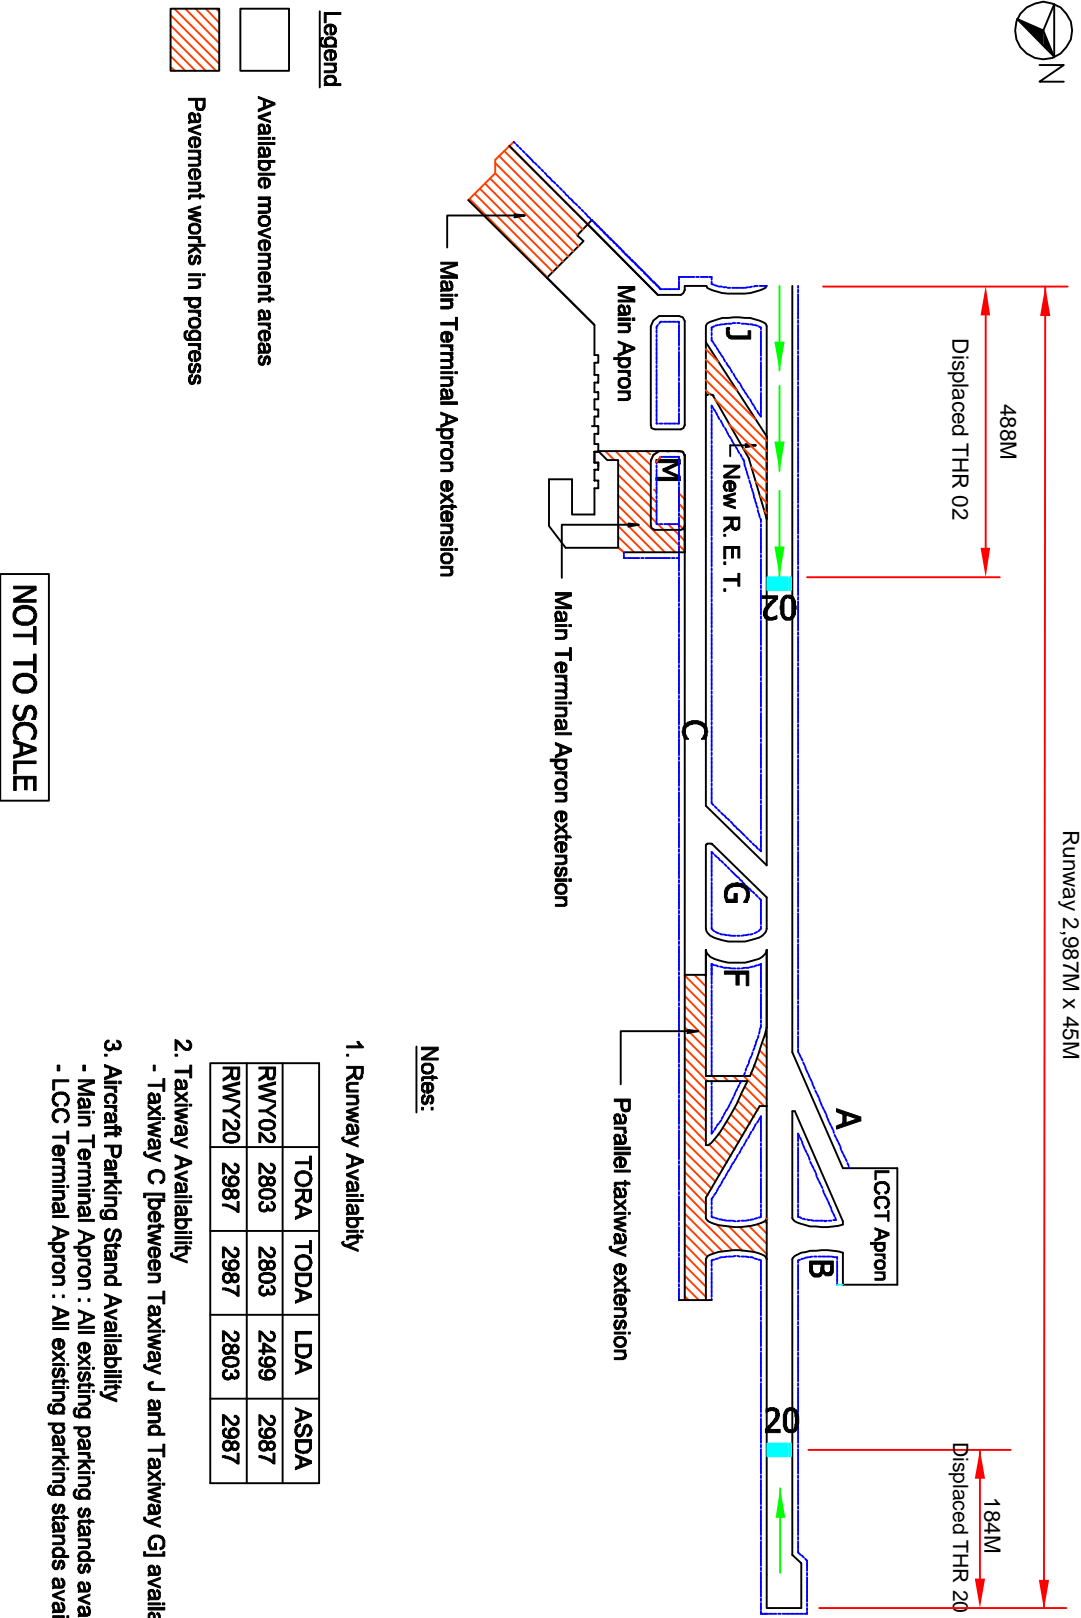 N
Runway 2,987M x 45M
488M
Displaced THR 02
184M
Displaced THR 20
LCCT Apron
A
B
02
20
J
New R. E. T.
G
F
C
M
Main Apron
Main Terminal Apron extension
Main Terminal Apron extension
Parallel taxiway extension
Legend
Available movement areas
Pavement works in progress
Notes:
1. Runway Availabity
TORA TODA LDA ASDA
RWY02 2803 2803 2499 2987
RWY20 2987 2987 2803 2987
2. Taxiway Availability
- Taxiway C [between Taxiway J and Taxiway G]
3. Aircraft Parking Stand Availability
- Main Terminal Apron : All existing parking stands
- LCC Terminal Apron : All existing parking stands
NOT TO SCALE